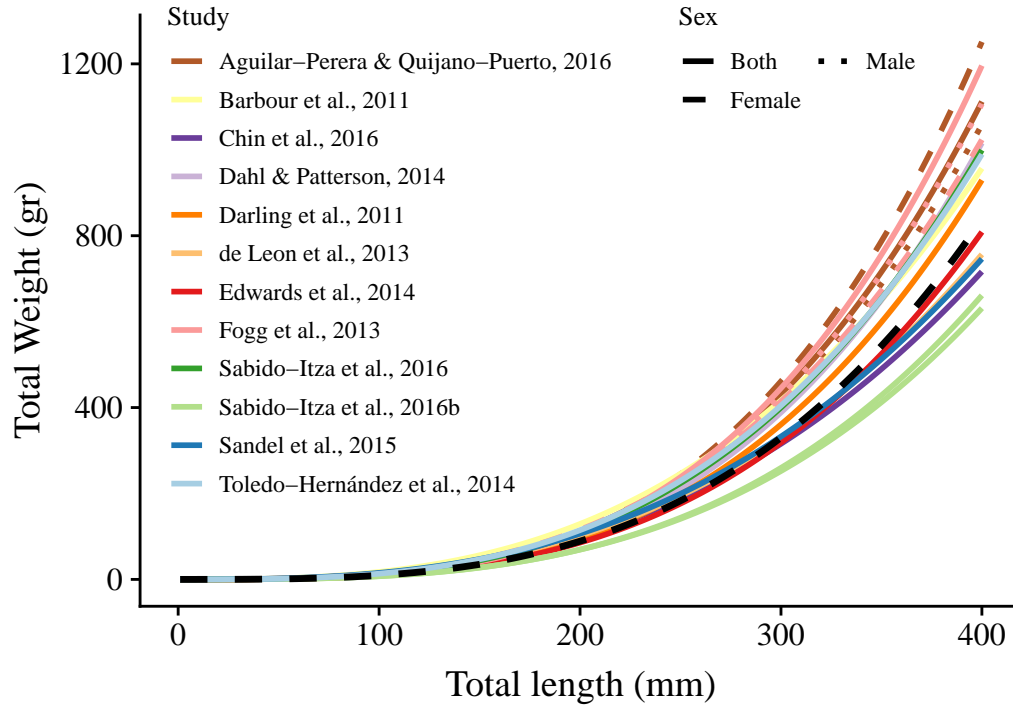 Study
Aguilar−Perera & Quijano−Puerto, 2016
Barbour et al., 2011
Chin et al., 2016
Dahl & Patterson, 2014
Darling et al., 2011
de Leon et al., 2013
Edwards et al., 2014
Fogg et al., 2013
Sabido−Itza et al., 2016
Sabido−Itza et al., 2016b
Sandel et al., 2015
Toledo−Hernández et al., 2014
Sex
Both
Male
Female
Total Weight (gr)
1200
800
400
0
0
100
200
300
400
Total length (mm)